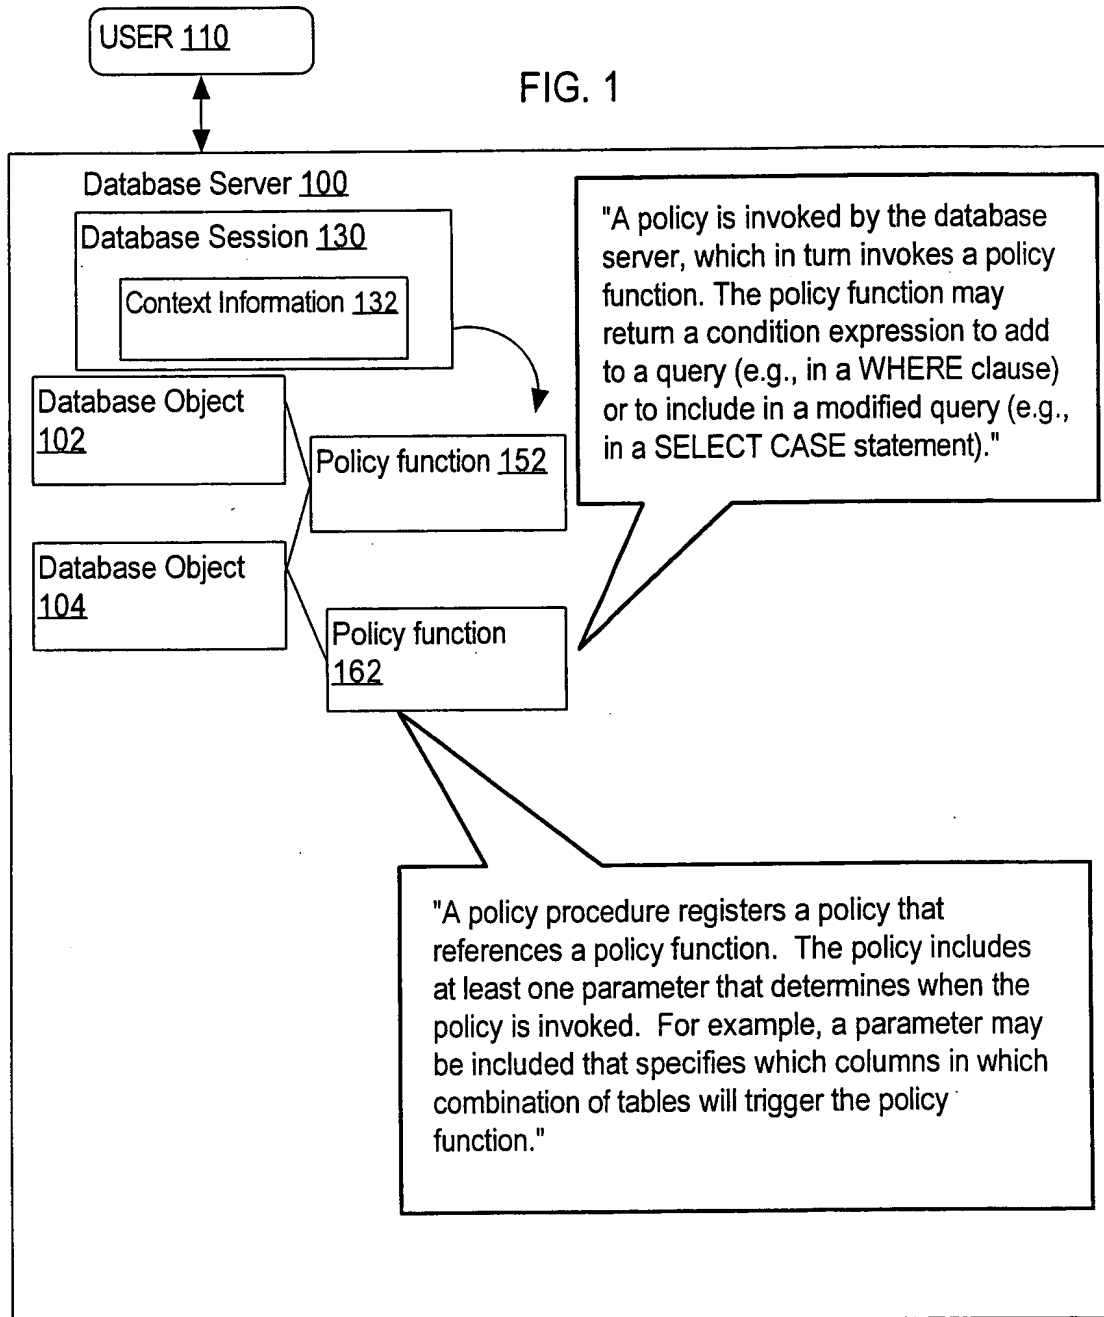 USER 110
FIG. 1
Database Server 100
Database Session 130
Context Information 132
Database Object
102
Policy function 152
Database Object
104
Policy function
162
"A policy is invoked by the database
server, which in turn invokes a policy
function. The policy function may
return a condition expression to add
to a query (e.g., in a WHERE clause)
or to include in a modified query (e.g.,
in a SELECT CASE statement)."
"A policy procedure registers a policy that
references a policy function.  The policy includes
at least one parameter that determines when the
policy is invoked.  For example, a parameter may
be included that specifies which columns in which
combination of tables will trigger the policy
function."